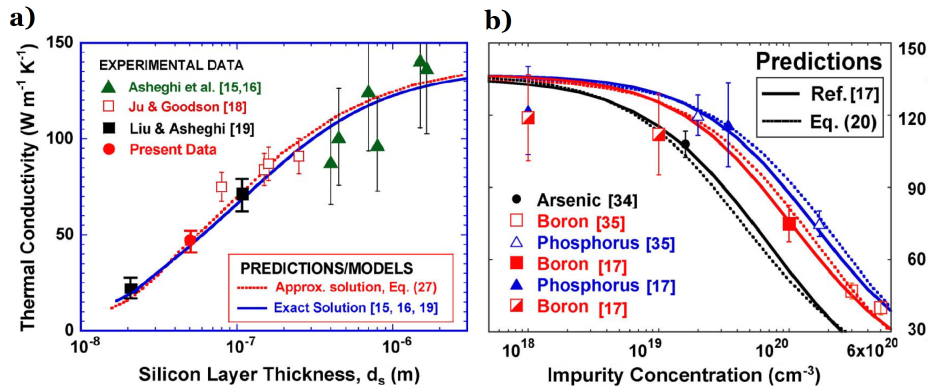 a)
Thermal Conductivity (W m⁻¹ K⁻¹)
150
100
50
0
EXPERIMENTAL DATA
Asheghi et al. [15,16]
Ju & Goodson [18]
Liu & Asheghi [19]
Present Data
PREDICTIONS/MODELS
Approx. solution, Eq. (27)
Exact Solution [15, 16, 19]
10⁻⁸
10⁻⁷
10⁻⁶
Silicon Layer Thickness, dₛ (m)
b)
Predictions
Ref. [17]
Eq. (20)
Arsenic [34]
Boron [35]
Phosphorus [35]
Boron [17]
Phosphorus [17]
Boron [17]
150
120
90
60
30
10¹⁸
10¹⁹
10²⁰
6x10²⁰
Impurity Concentration (cm⁻³)